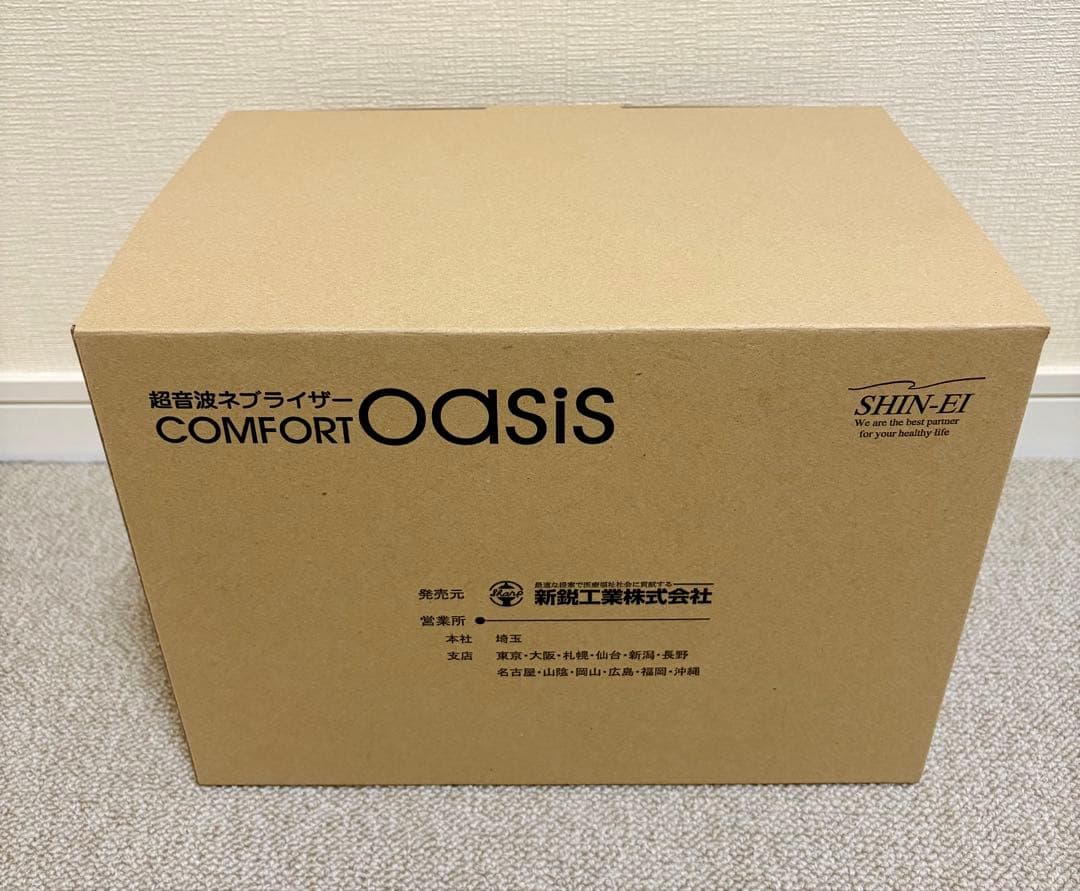 超音波ネブライザー
COMFORT oasis
SHIN-EI
We are the best partner
for your healthy life
発売元 Sharp 最適な提案で医療福祉社会に貢献する
新鋭工業株式会社
営業所
本社 埼玉
支店 東京・大阪・札幌・仙台・新潟・長野
名古屋・山陰・岡山・広島・福岡・沖縄